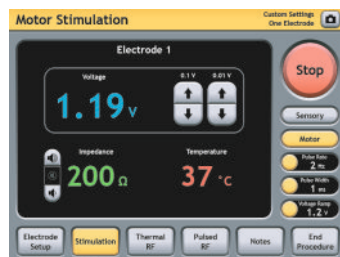 Motor Stimulation
Custom Settings
One Electrode
Electrode 1
Voltage
0.1 V 0.01 V
1.19 V
Stop
Sensory
Motor
Impedance
Temperature
200 Ω
37 °C
Pulse Rate
2 Hz
Pulse Width
1 ms
Voltage Ramp
1.2 V
Electrode
Setup
Stimulation
Thermal
RF
Pulsed
RF
Notes
End
Procedure